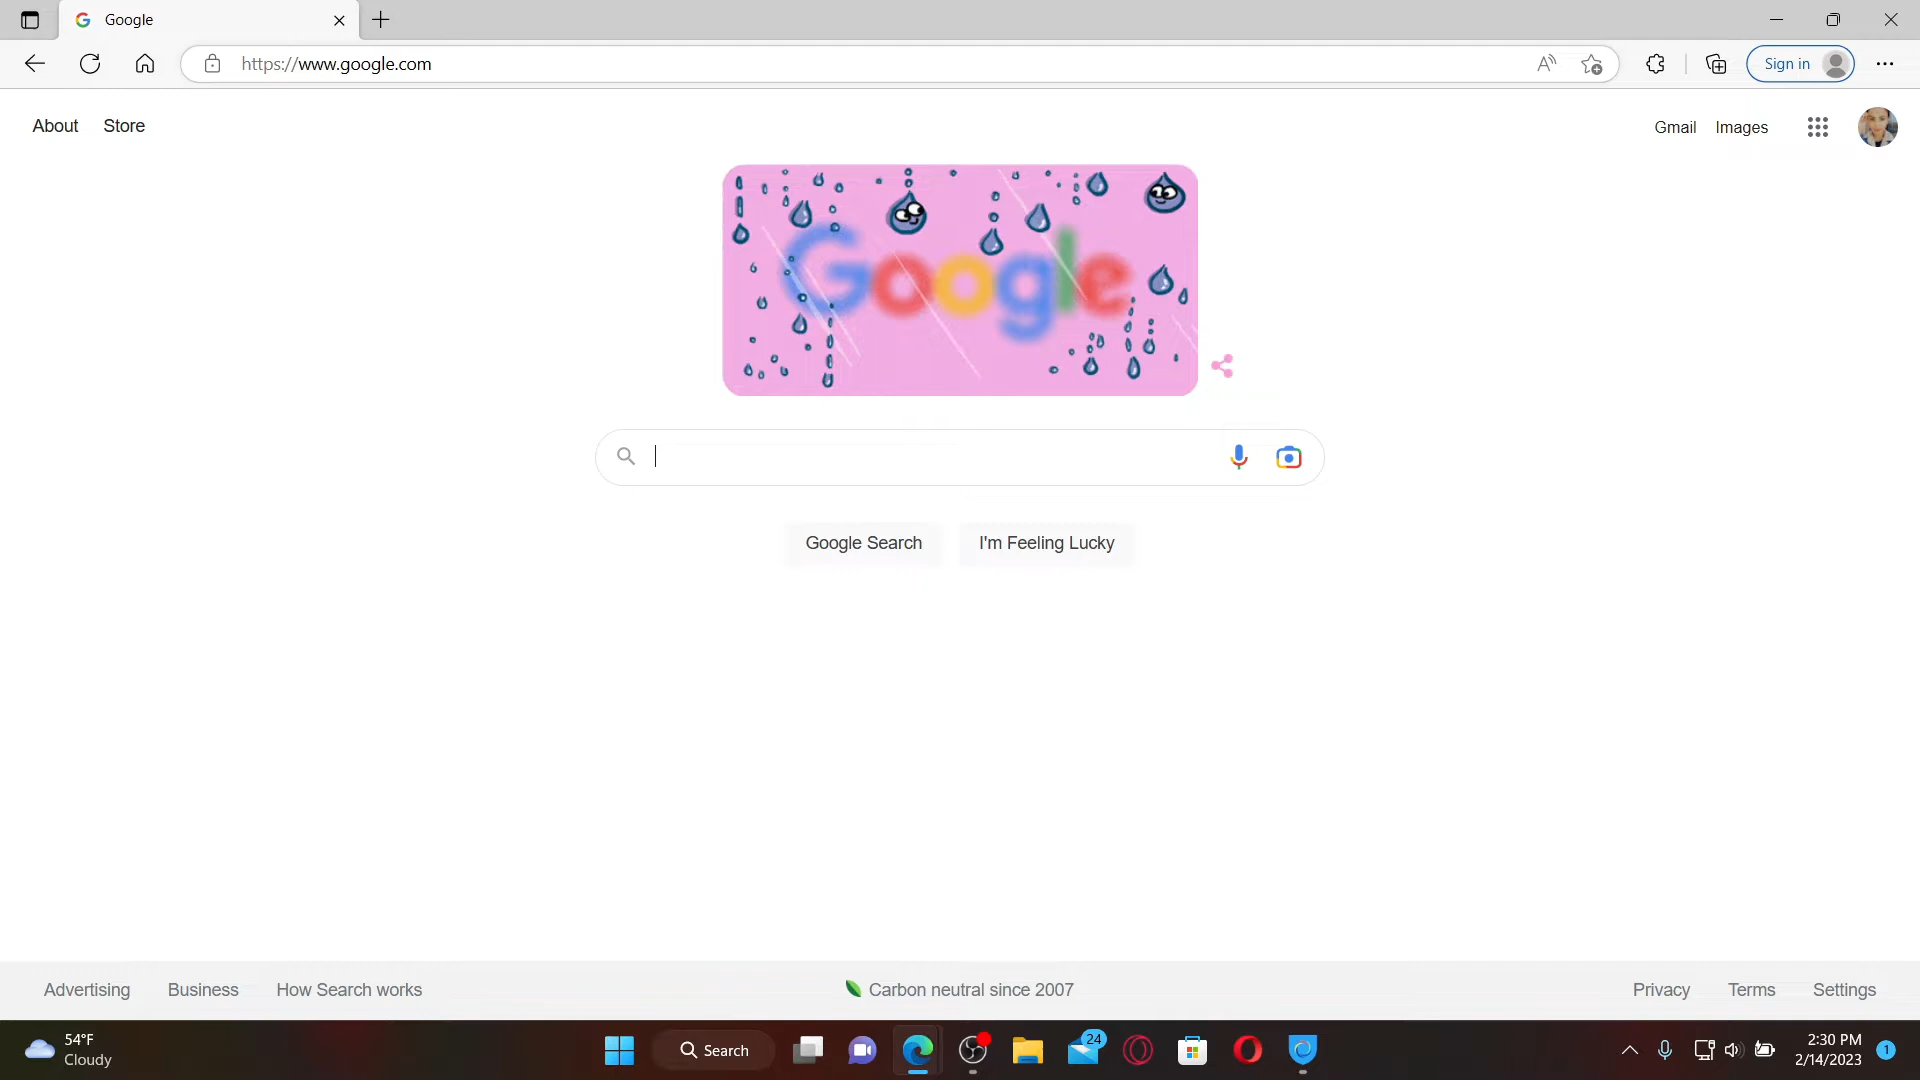 Google
https://www.google.com
Sign in
About Store
Gmail Images
Google
Google Search I'm Feeling Lucky
Advertising Business How Search works
Carbon neutral since 2007
Privacy Terms Settings
54°F
Cloudy
Search
24
2:30 PM
2/14/2023
1